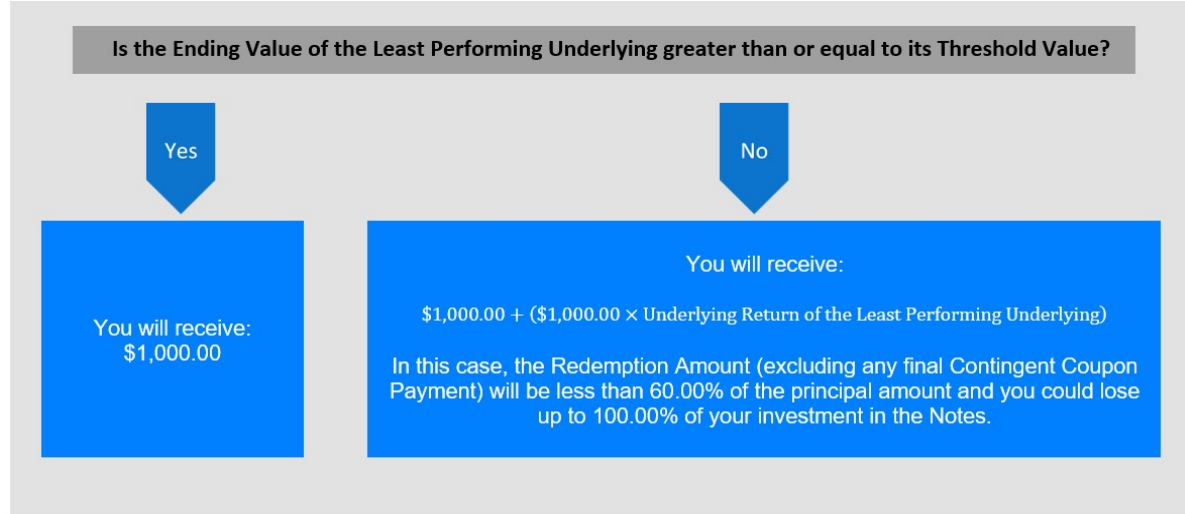 Is the Ending Value of the Least Performing Underlying greater than or equal to its Threshold Value?
Yes
No
You will receive:
$1,000.00
You will receive:
$1,000.00 + ($1,000.00 × Underlying Return of the Least Performing Underlying)
In this case, the Redemption Amount (excluding any final Contingent Coupon
Payment) will be less than 60.00% of the principal amount and you could lose
up to 100.00% of your investment in the Notes.